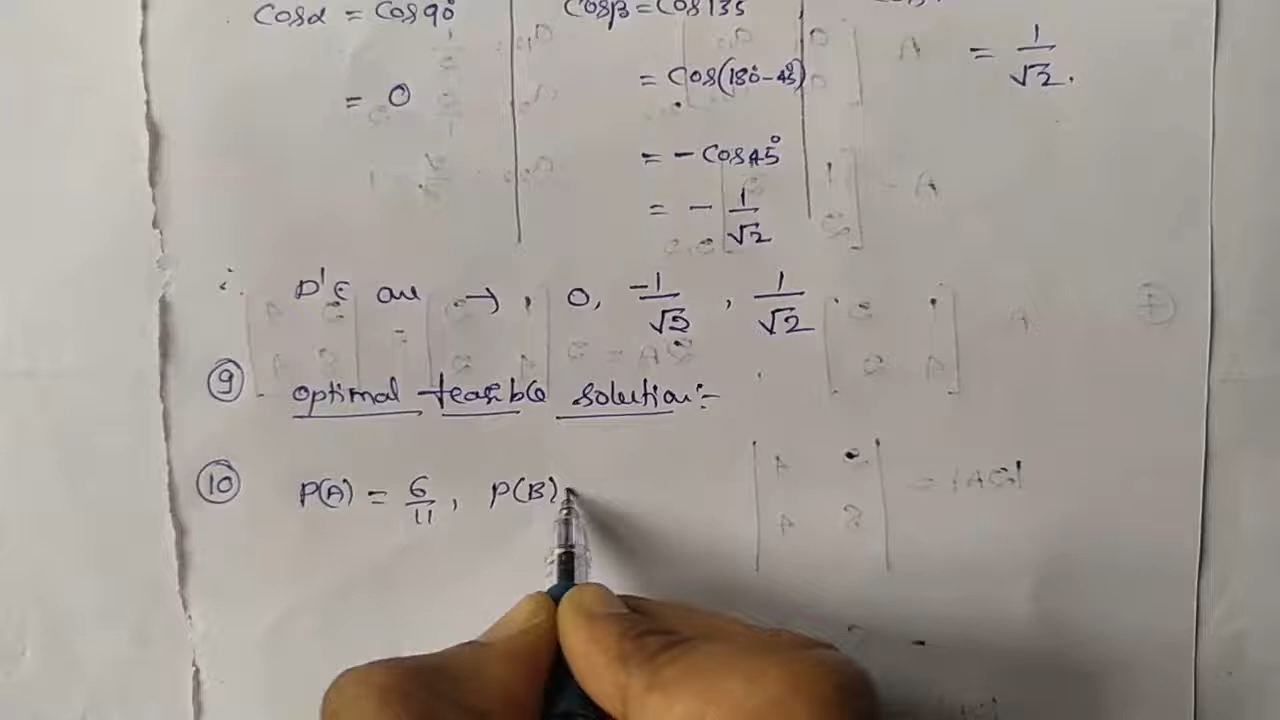 Cosα = Cos90°
= 0
Cosβ = Cos135
= Cos(180°-45°)
= - Cos45°
= - 1/√2
= 1/√2.
∴ D'C are → 0, -1/√2, 1/√2
9 Optimal feasible solution:-
10 P(A) = 6/11, P(B)